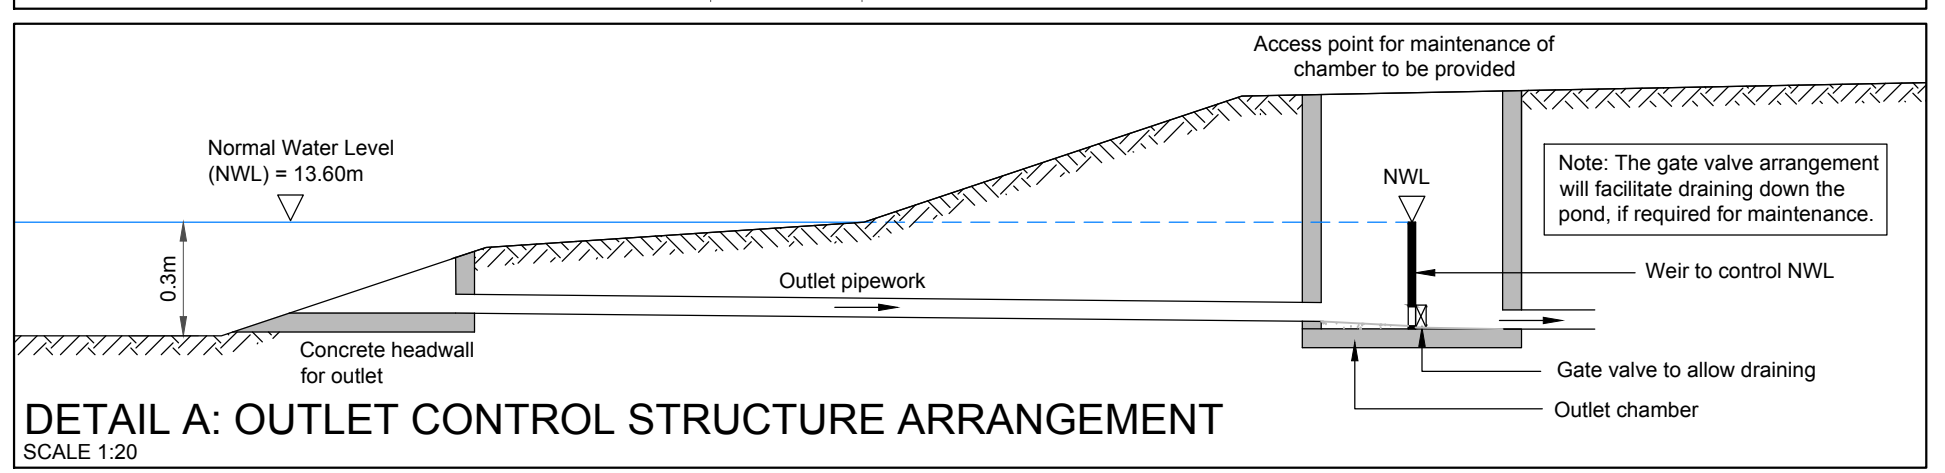 Access point for maintenance of
chamber to be provided
Normal Water Level
(NWL) = 13.60m
NWL
Note: The gate valve arrangement
will facilitate draining down the
pond, if required for maintenance.
0.3m
Outlet pipework
Weir to control NWL
Concrete headwall
for outlet
Gate valve to allow draining
Outlet chamber
DETAIL A: OUTLET CONTROL STRUCTURE ARRANGEMENT
SCALE 1:20